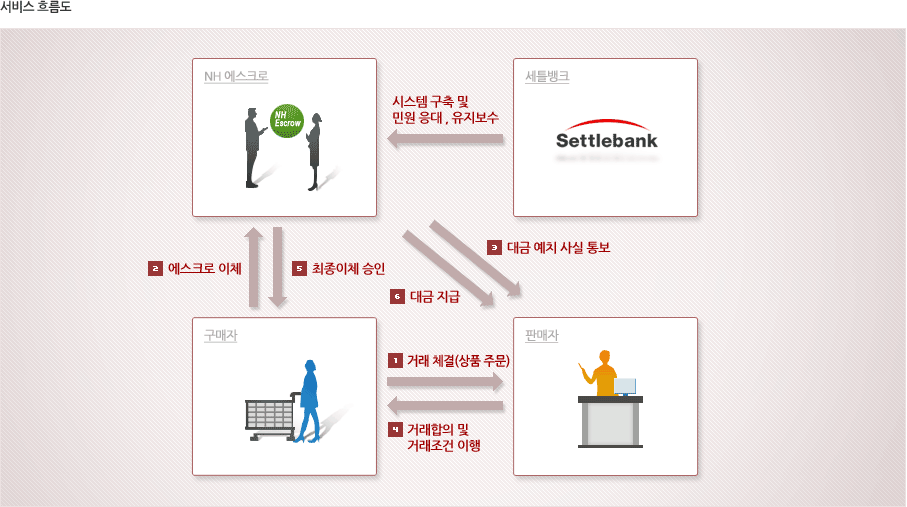 서비스 흐름도
NH 에스크로
세틀뱅크
NH
Escrow
시스템 구축 및
민원 응대 , 유지보수
Settlebank
3 대금 예치 사실 통보
2 에스크로 이체
5 최종이체 승인
6 대금 지급
구매자
판매자
1 거래 체결(상품 주문)
4 거래합의 및
거래조건 이행